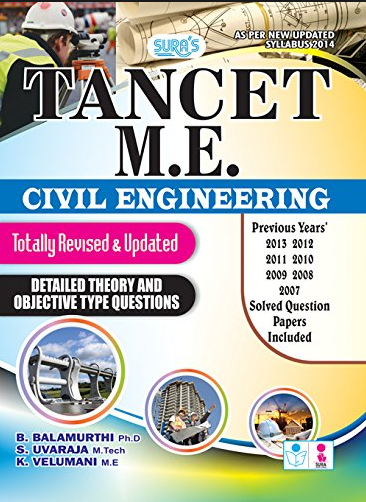 SURA'S
AS PER NEW UPDATED
SYLLABUS 2014
TANCET
M.E.
CIVIL ENGINEERING
Totally Revised & Updated
DETAILED THEORY AND
OBJECTIVE TYPE QUESTIONS
Previous Years'
2013 2012
2011 2010
2009 2008
2007
Solved Question
Papers
Included
B. BALAMURTHI Ph.D
S. UVARAJA M.Tech
K. VELUMANI M.E
SURA